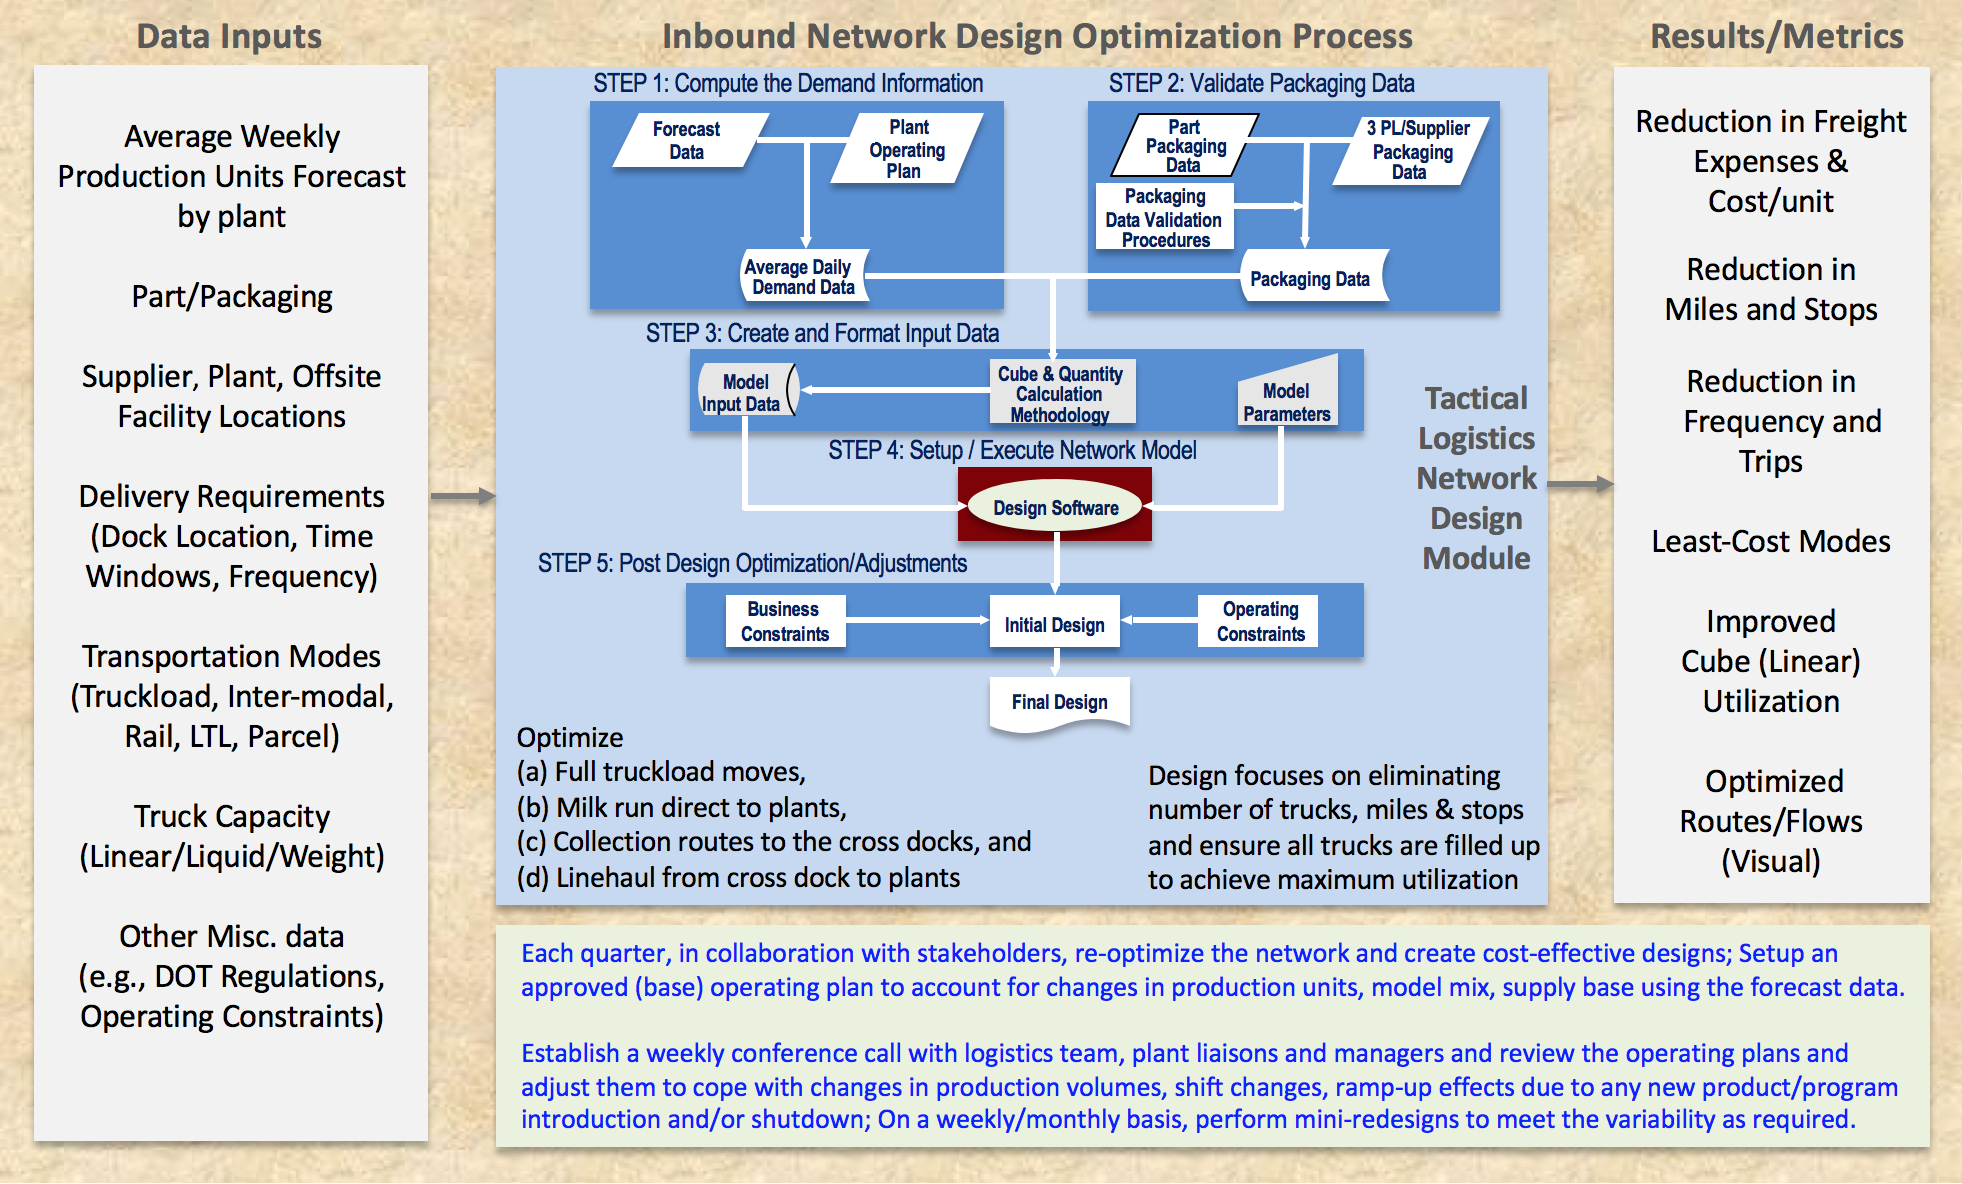 Data Inputs
Average Weekly
Production Units Forecast
by plant
Part/Packaging
Supplier, Plant, Offsite
Facility Locations
Delivery Requirements
(Dock Location, Time
Windows, Frequency)
Transportation Modes
(Truckload, Inter-modal,
Rail, LTL, Parcel)
Truck Capacity
(Linear/Liquid/Weight)
Other Misc. data
(e.g., DOT Regulations,
Operating Constraints)
Inbound Network Design Optimization Process
STEP 1: Compute the Demand Information
Forecast
Data
Plant
Operating
Plan
Average Daily
Demand Data
STEP 2: Validate Packaging Data
Part
Packaging
Data
3 PL/Supplier
Packaging
Data
Packaging
Data Validation
Procedures
Packaging Data
STEP 3: Create and Format Input Data
Model
Input Data
Cube & Quantity
Calculation
Methodology
Model
Parameters
STEP 4: Setup / Execute Network Model
Design Software
STEP 5: Post Design Optimization/Adjustments
Business
Constraints
Initial Design
Operating
Constraints
Final Design
Tactical
Logistics
Network
Design
Module
Optimize
(a) Full truckload moves,
(b) Milk run direct to plants,
(c) Collection routes to the cross docks, and
(d) Linehaul from cross dock to plants
Design focuses on eliminating
number of trucks, miles & stops
and ensure all trucks are filled up
to achieve maximum utilization
Results/Metrics
Reduction in Freight
Expenses &
Cost/unit
Reduction in
Miles and Stops
Reduction in
Frequency and
Trips
Least-Cost Modes
Improved
Cube (Linear)
Utilization
Optimized
Routes/Flows
(Visual)
Each quarter, in collaboration with stakeholders, re-optimize the network and create cost-effective designs; Setup an
approved (base) operating plan to account for changes in production units, model mix, supply base using the forecast data.
Establish a weekly conference call with logistics team, plant liaisons and managers and review the operating plans and
adjust them to cope with changes in production volumes, shift changes, ramp-up effects due to any new product/program
introduction and/or shutdown; On a weekly/monthly basis, perform mini-redesigns to meet the variability as required.